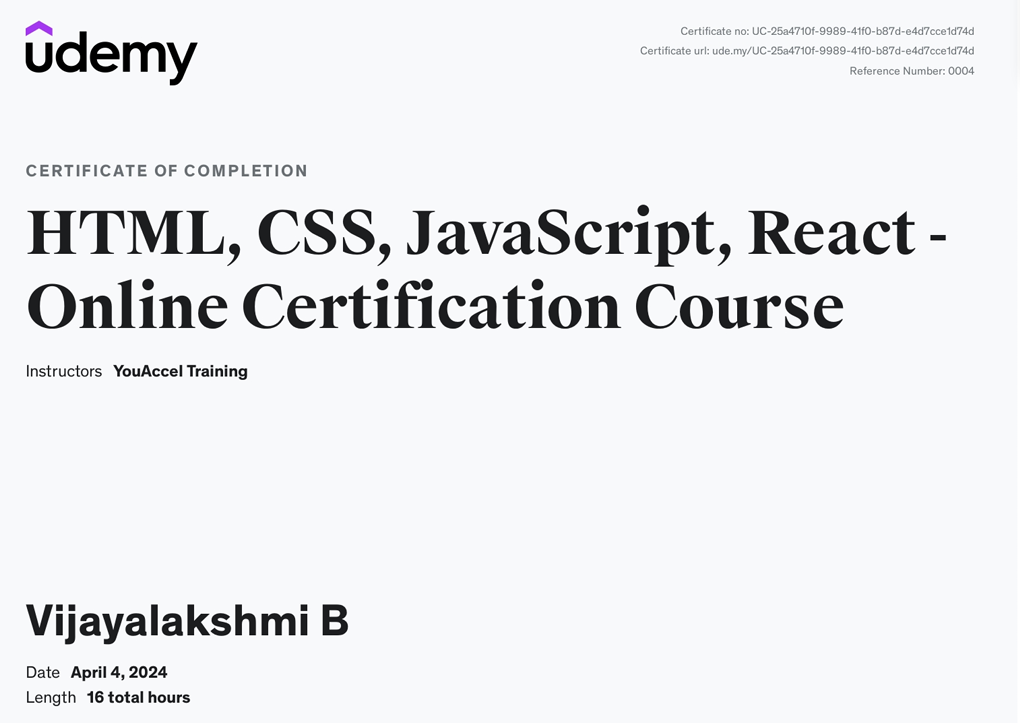 udemy
Certificate no: UC-25a4710f-9989-41f0-b87d-e4d7cce1d74d
Certificate url: ude.my/UC-25a4710f-9989-41f0-b87d-e4d7cce1d74d
Reference Number: 0004
CERTIFICATE OF COMPLETION
HTML, CSS, JavaScript, React -
Online Certification Course
Instructors YouAccel Training
Vijayalakshmi B
Date April 4, 2024
Length 16 total hours